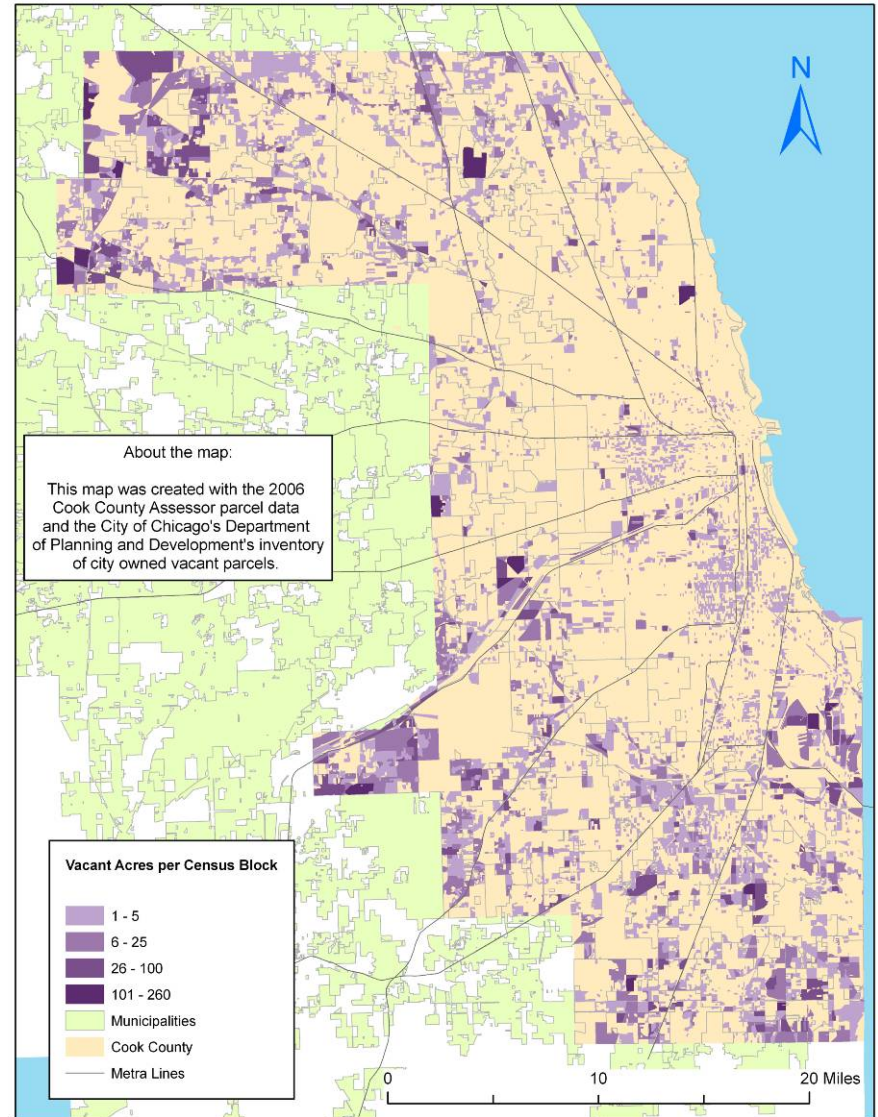 N
About the map:
This map was created with the 2006
Cook County Assessor parcel data
and the City of Chicago's Department
of Planning and Development's inventory
of city owned vacant parcels.
Vacant Acres per Census Block
1 - 5
6 - 25
26 - 100
101 - 260
Municipalities
Cook County
Metra Lines
0 10 20 Miles